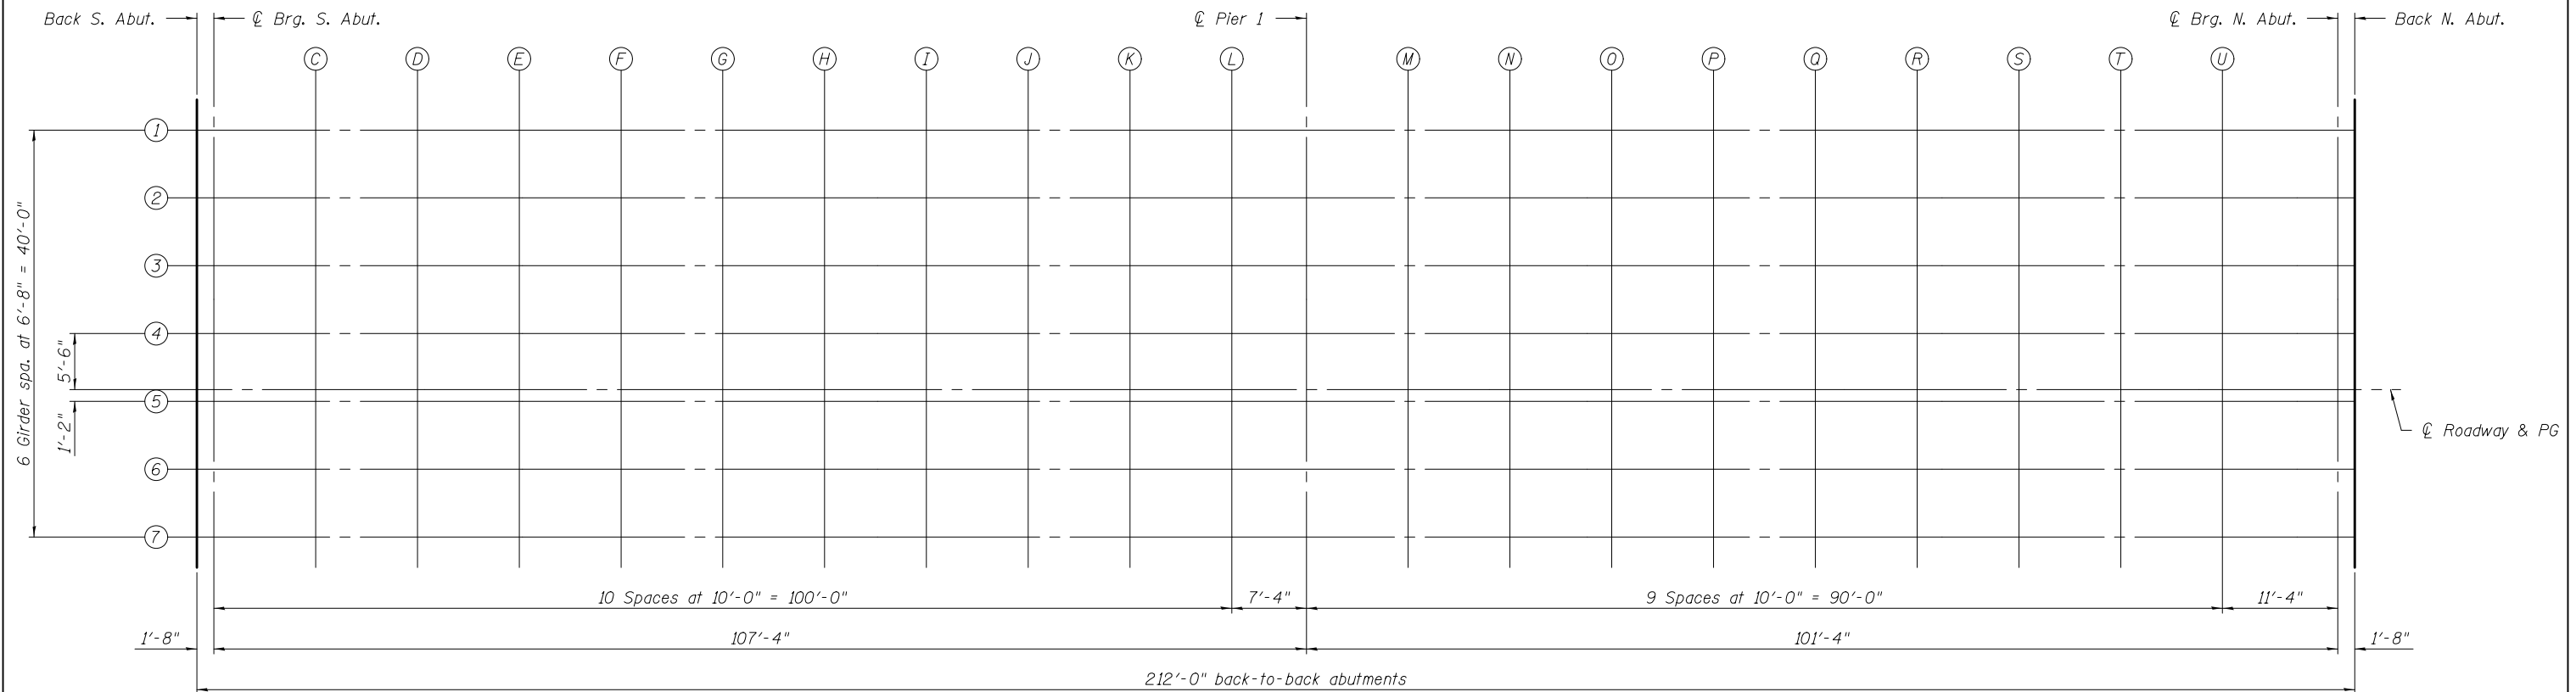 Back S. Abut.
℄ Brg. S. Abut.
℄ Pier 1
℄ Brg. N. Abut.
Back N. Abut.
C D E F G H I J K L M N O P Q R S T U
1
2
3
4
5
6
7
6 Girder spa. at 6'-8" = 40'-0"
5'-6"
1'-2"
℄ Roadway & PG
10 Spaces at 10'-0" = 100'-0"
7'-4"
9 Spaces at 10'-0" = 90'-0"
11'-4"
1'-8"
107'-4"
101'-4"
1'-8"
212'-0" back-to-back abutments